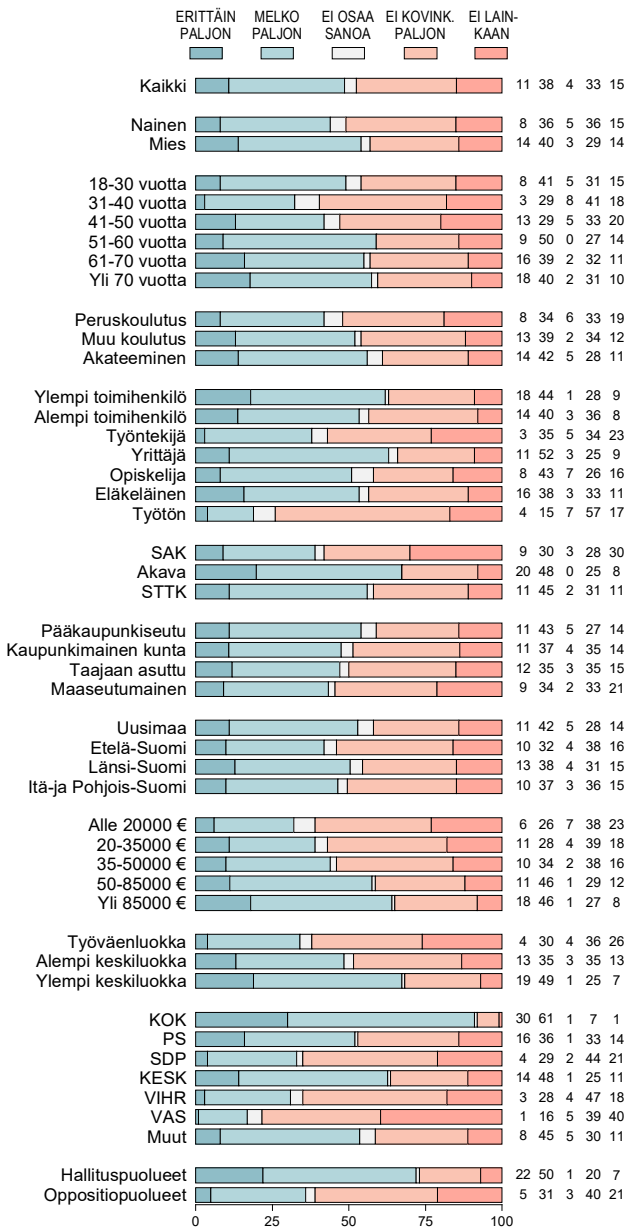 ERITTÄIN PALJON MELKO PALJON EI OSAA SANOA EI KOVINK. PALJON EI LAIN- KAAN
Kaikki 11 38 4 33 15
Nainen 8 36 5 36 15
Mies 14 40 3 29 14
18-30 vuotta 8 41 5 31 15
31-40 vuotta 3 29 8 41 18
41-50 vuotta 13 29 5 33 20
51-60 vuotta 9 50 0 27 14
61-70 vuotta 16 39 2 32 11
Yli 70 vuotta 18 40 2 31 10
Peruskoulutus 8 34 6 33 19
Muu koulutus 13 39 2 34 12
Akateeminen 14 42 5 28 11
Ylempi toimihenkilö 18 44 1 28 9
Alempi toimihenkilö 14 40 3 36 8
Työntekijä 3 35 5 34 23
Yrittäjä 11 52 3 25 9
Opiskelija 8 43 7 26 16
Eläkeläinen 16 38 3 33 11
Työtön 4 15 7 57 17
SAK 9 30 3 28 30
Akava 20 48 0 25 8
STTK 11 45 2 31 11
Pääkaupunkiseutu 11 43 5 27 14
Kaupunkimainen kunta 11 37 4 35 14
Taajaan asuttu 12 35 3 35 15
Maaseutumainen 9 34 2 33 21
Uusimaa 11 42 5 28 14
Etelä-Suomi 10 32 4 38 16
Länsi-Suomi 13 38 4 31 15
Itä-ja Pohjois-Suomi 10 37 3 36 15
Alle 20000 € 6 26 7 38 23
20-35000 € 11 28 4 39 18
35-50000 € 10 34 2 38 16
50-85000 € 11 46 1 29 12
Yli 85000 € 18 46 1 27 8
Työväenluokka 4 30 4 36 26
Alempi keskiluokka 13 35 3 35 13
Ylempi keskiluokka 19 49 1 25 7
KOK 30 61 1 7 1
PS 16 36 1 33 14
SDP 4 29 2 44 21
KESK 14 48 1 25 11
VIHR 3 28 4 47 18
VAS 1 16 5 39 40
Muut 8 45 5 30 11
Hallituspuolueet 22 50 1 20 7
Oppositiopuolueet 5 31 3 40 21
0 25 50 75 100